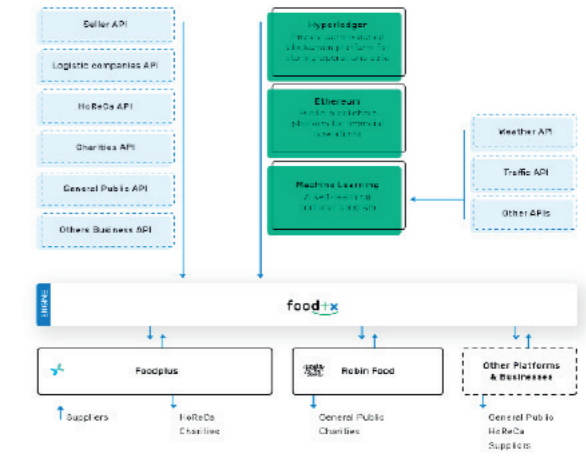 Seller API
Logistic companies API
HoReCa API
Charities API
General Public API
Others Business API
Hyperledger
Ethereum
Machine Learning
Weather API
Traffic API
Other APIs
ENGINE
foodtx
Foodplus
Robin Food
Other Platforms
& Businesses
Suppliers
HoReCa
Charities
General Public
Charities
General Public
HoReCa
Suppliers